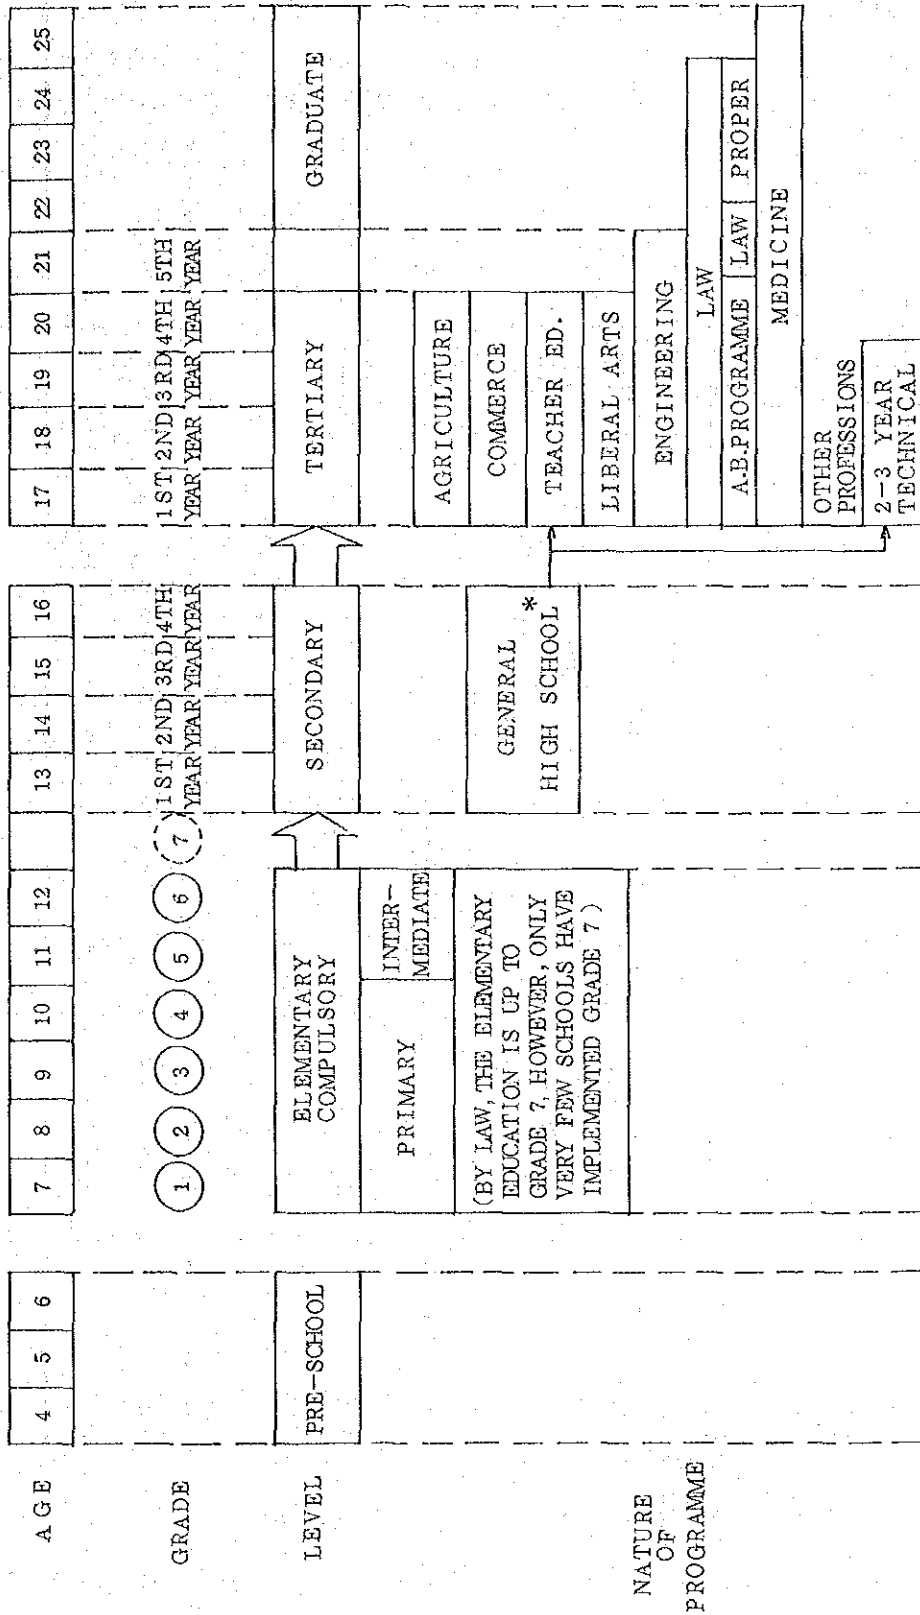 AGE
4 5 6 7 8 9 10 11 12 13 14 15 16 17 18 19 20 21 22 23 24 25
GRADE
1 2 3 4 5 6 7
1ST 2ND 3RD 4TH
YEAR YEAR YEAR YEAR
1ST 2ND 3RD 4TH 5TH
YEAR YEAR YEAR YEAR YEAR
LEVEL
PRE-SCHOOL
ELEMENTARY
COMPULSORY
SECONDARY
TERTIARY
GRADUATE
PRIMARY
INTER-
MEDIATE
NATURE
OF
PROGRAMME
(BY LAW, THE ELEMENTARY
EDUCATION IS UP TO
GRADE 7, HOWEVER, ONLY
VERY FEW SCHOOLS HAVE
IMPLEMENTED GRADE 7)
GENERAL
HIGH SCHOOL*
AGRICULTURE
COMMERCE
TEACHER ED.
LIBERAL ARTS
ENGINEERING
LAW
A.B.PROGRAMME LAW PROPER
MEDICINE
OTHER
PROFESSIONS
2-3 YEAR
TECHNICAL